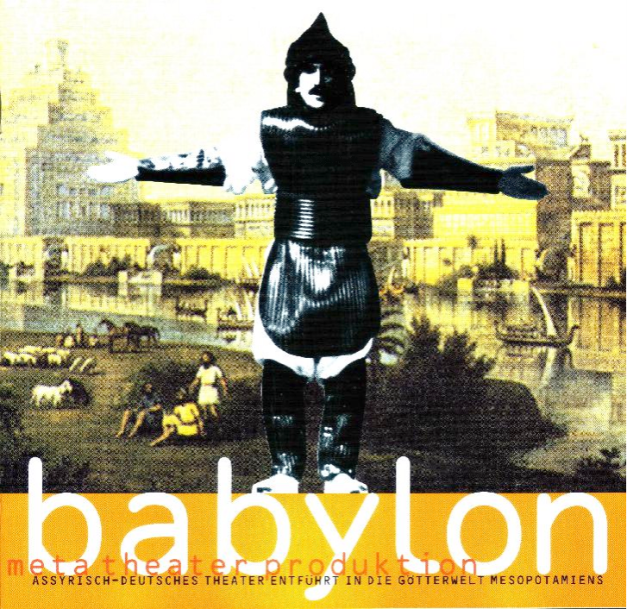 babylon
metatheater produktion
ASSYRISCH-DEUTSCHES THEATER ENTFÜHRT IN DIE GÖTTERWELT MESOPOTAMIENS